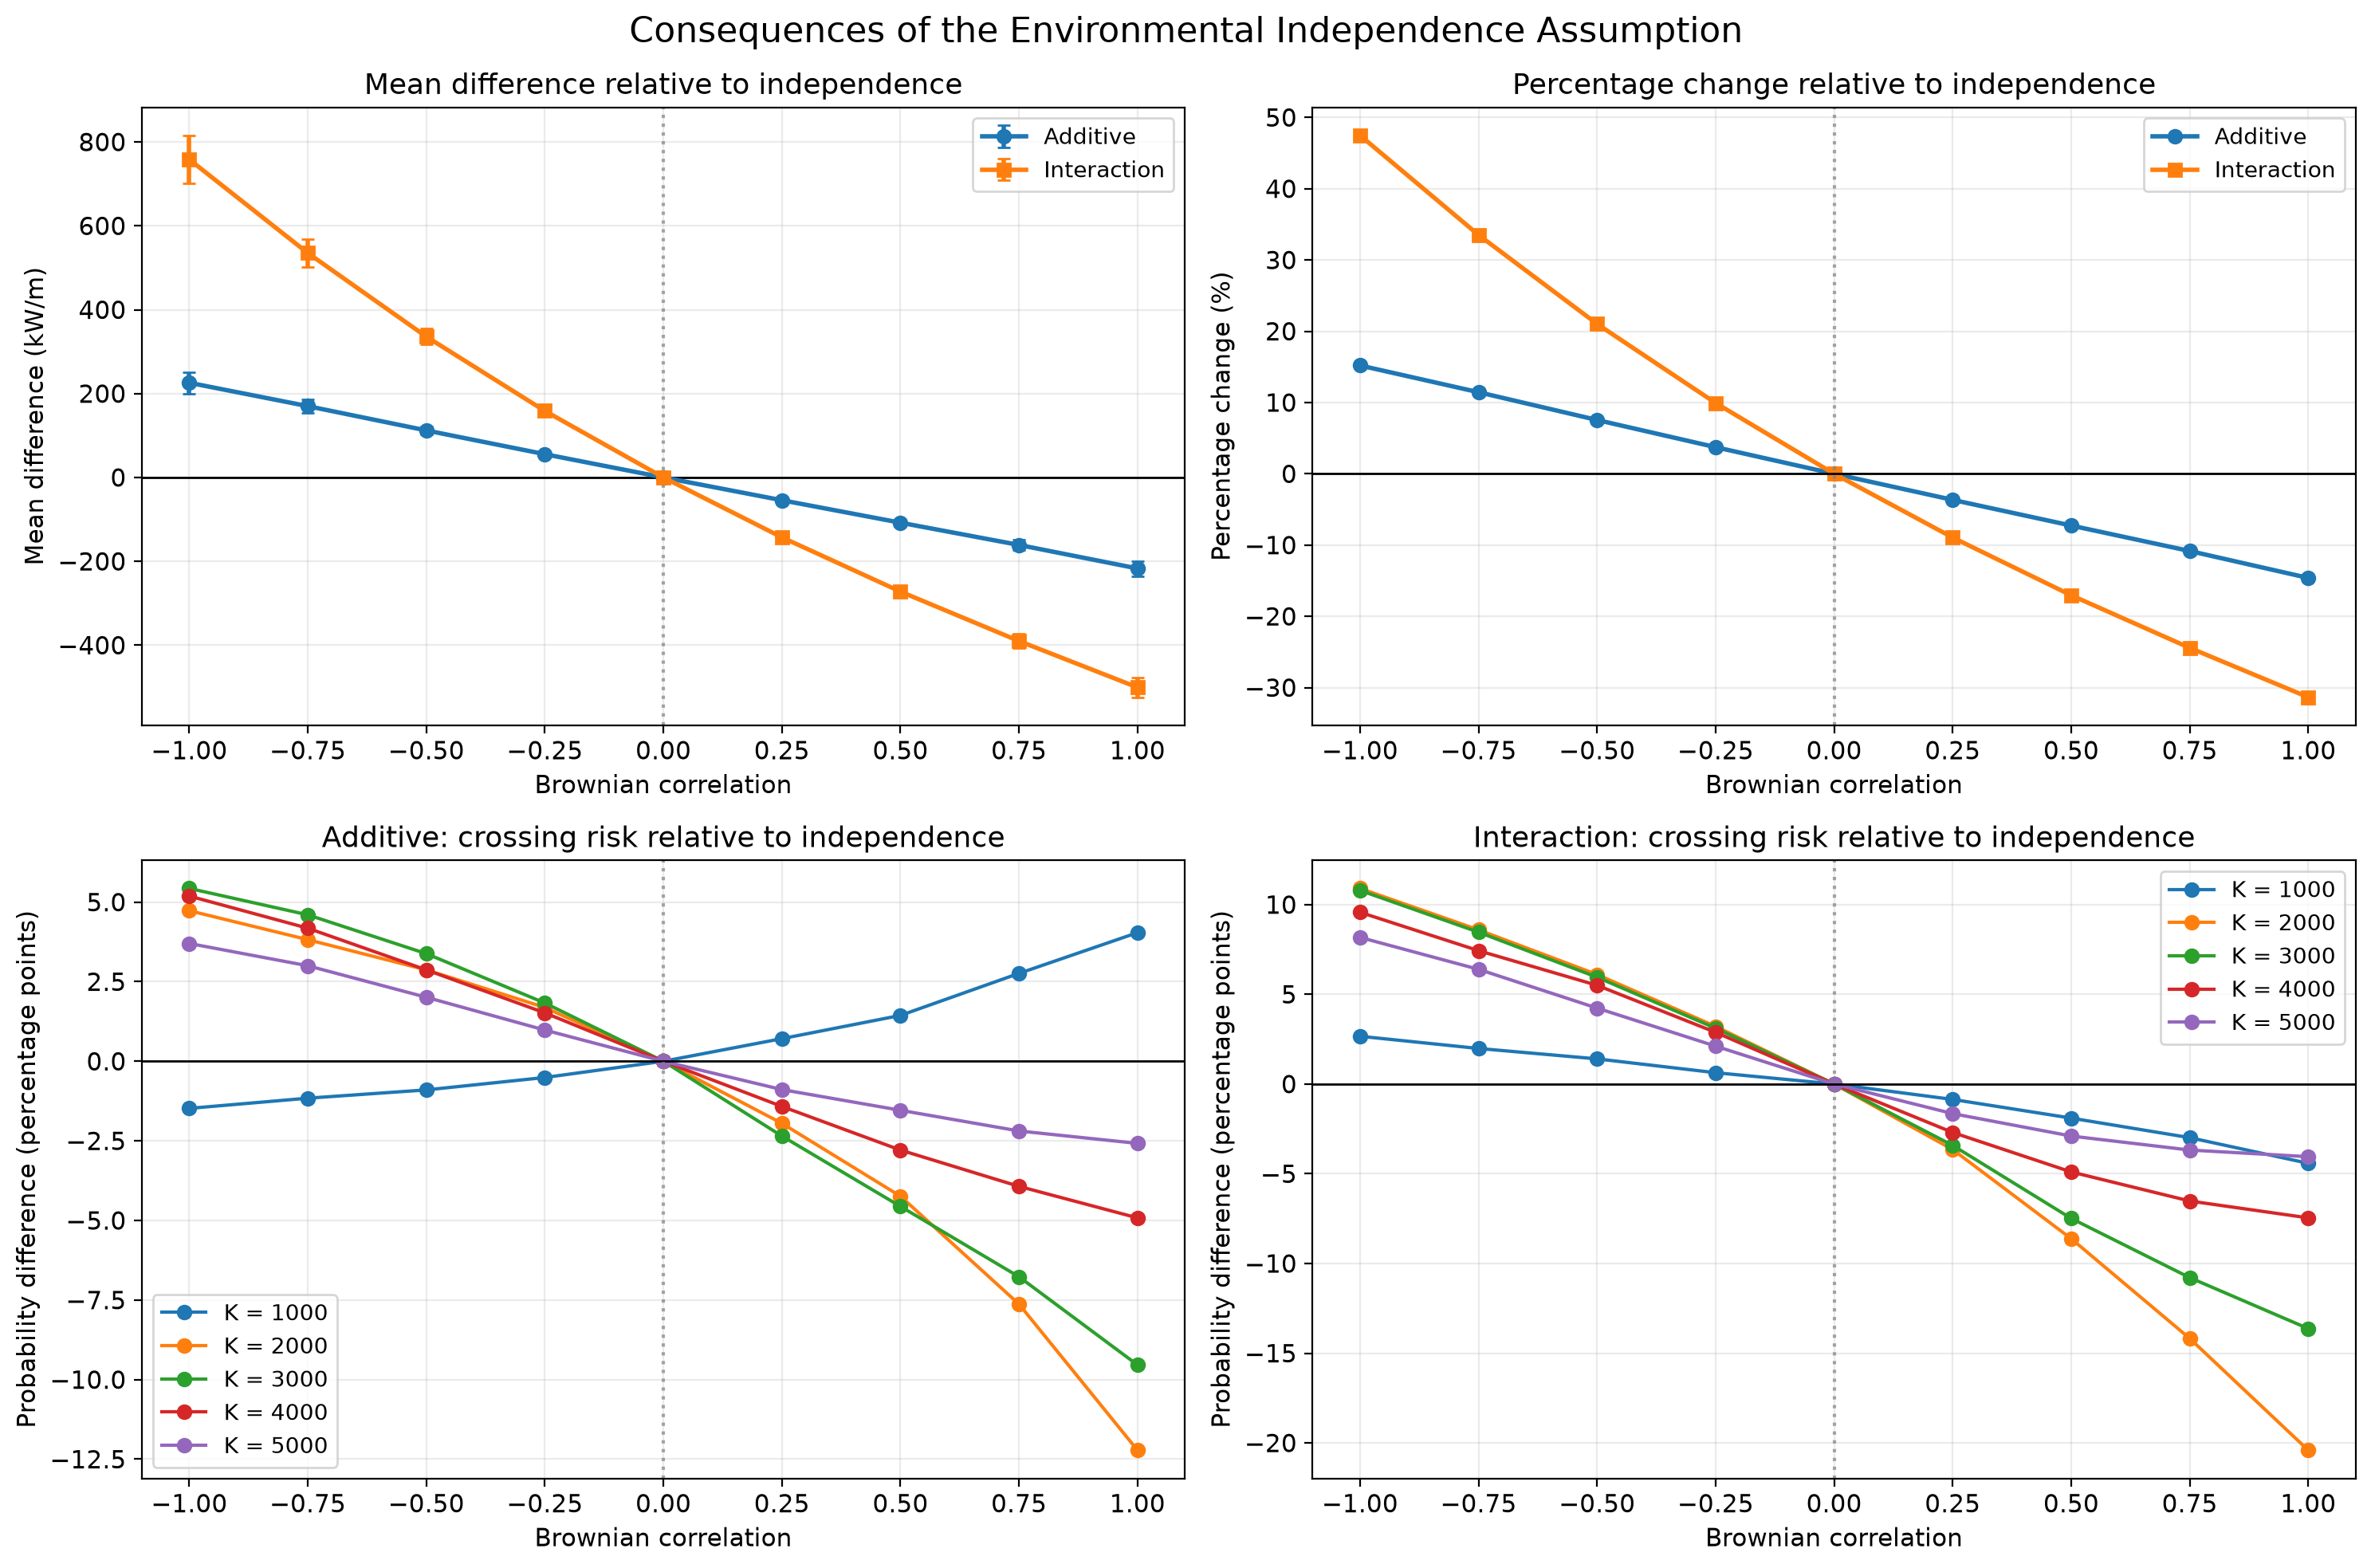 Consequences of the Environmental Independence Assumption
Mean difference relative to independence
Mean difference (kW/m)
800
600
400
200
0
−200
−400
Additive
Interaction
−1.00 −0.75 −0.50 −0.25 0.00 0.25 0.50 0.75 1.00
Brownian correlation
Percentage change relative to independence
Percentage change (%)
50
40
30
20
10
0
−10
−20
−30
Additive
Interaction
−1.00 −0.75 −0.50 −0.25 0.00 0.25 0.50 0.75 1.00
Brownian correlation
Additive: crossing risk relative to independence
Probability difference (percentage points)
5.0
2.5
0.0
−2.5
−5.0
−7.5
−10.0
−12.5
K = 1000
K = 2000
K = 3000
K = 4000
K = 5000
−1.00 −0.75 −0.50 −0.25 0.00 0.25 0.50 0.75 1.00
Brownian correlation
Interaction: crossing risk relative to independence
Probability difference (percentage points)
10
5
0
−5
−10
−15
−20
K = 1000
K = 2000
K = 3000
K = 4000
K = 5000
−1.00 −0.75 −0.50 −0.25 0.00 0.25 0.50 0.75 1.00
Brownian correlation